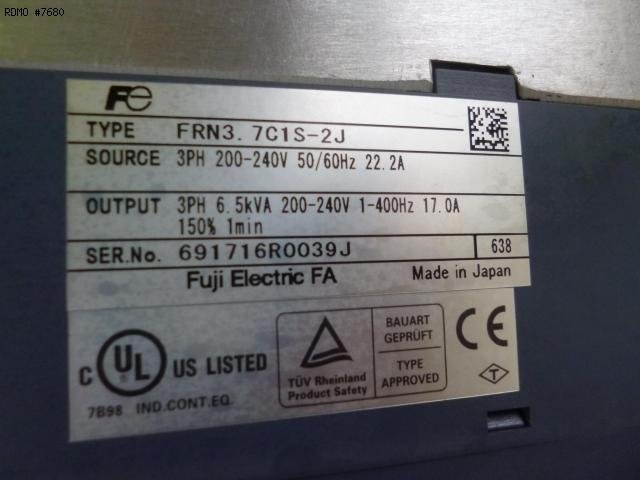 RDMO #7680
Fe
TYPE FRN3.7C1S-2J
SOURCE 3PH 200-240V 50/60Hz 22.2A
OUTPUT 3PH 6.5kVA 200-240V 1-400Hz 17.0A
150% 1min
SER.No. 691716R0039J 638
Fuji Electric FA Made in Japan
C UL US LISTED
7B98 IND.CONT.EQ.
TÜV Rheinland
Product Safety
BAUART
GEPRÜFT
TYPE
APPROVED
CE
T